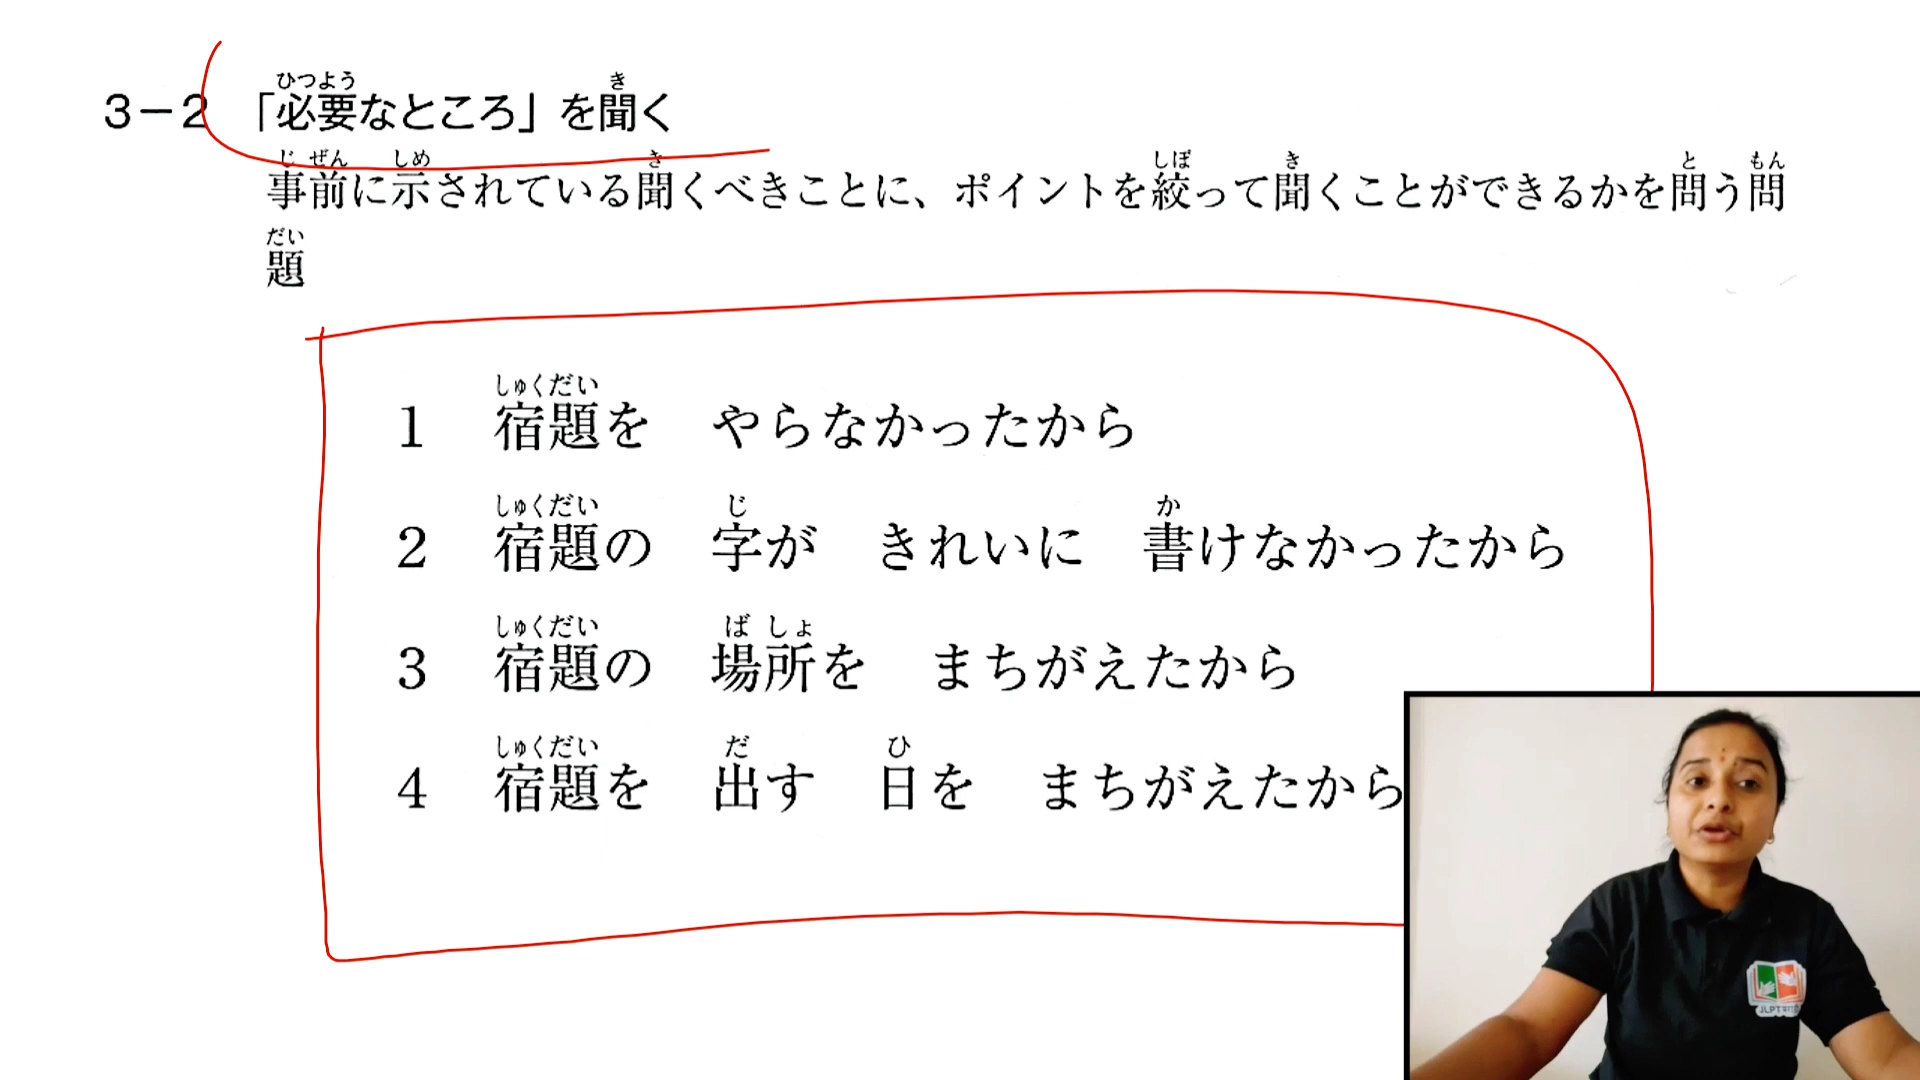 3－2 「必要なところ」を聞く
事前に示されている聞くべきことに、ポイントを絞って聞くことができるかを問う問
題
1 宿題を やらなかったから
2 宿題の 字が きれいに 書けなかったから
3 宿題の 場所を まちがえたから
4 宿題を 出す 日を まちがえたから
JLPT